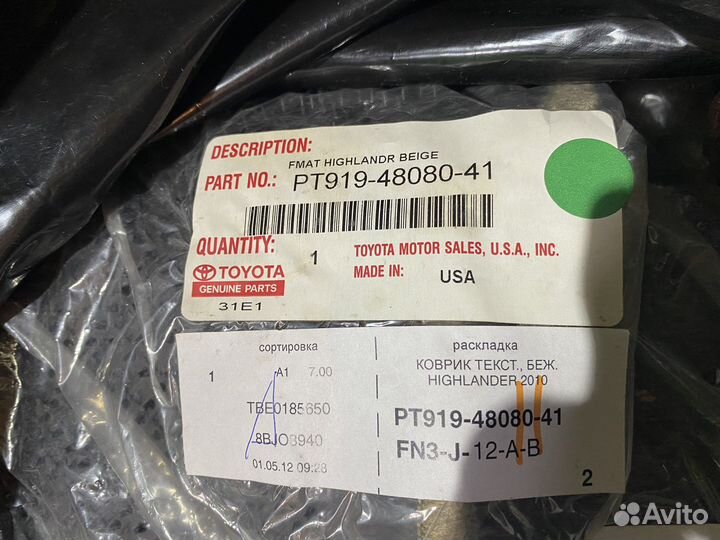 DESCRIPTION:
FMAT HIGHLANDR BEIGE
PART NO.: PT919-48080-41
QUANTITY: 1 TOYOTA MOTOR SALES, U.S.A., INC.
MADE IN: USA
TOYOTA
GENUINE PARTS
31E1
сортировка
1 A1 7.00
TBE0185650
8BJO8940
01.05.12 09:28
раскладка
КОВРИК ТЕКСТ., БЕЖ.
HIGHLANDER 2010
PT919-48080-41
FN3-J-12-A-B
2
Avito